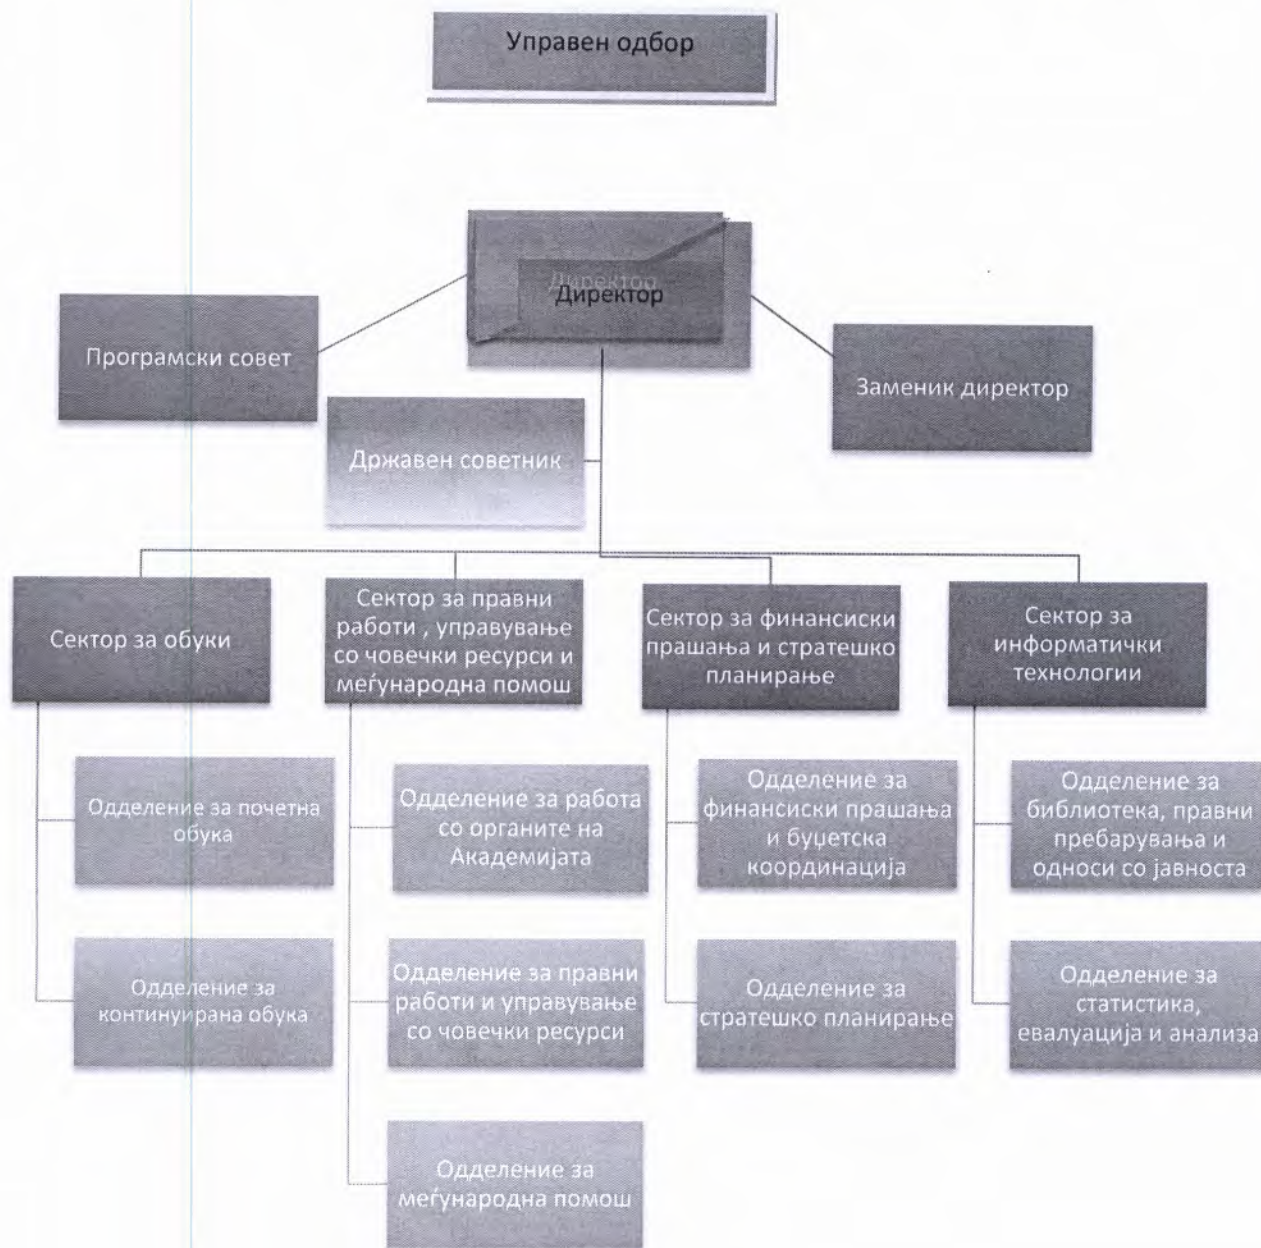 Управен одбор
Директор
Директор
Програмски совет
Заменик директор
Државен советник
Сектор за обуки
Сектор за правни
работи , управување
со човечки ресурси и
меѓународна помош
Сектор за финансиски
прашања и стратешко
планирање
Сектор за
информатички
технологии
Одделение за почетна
обука
Одделение за работа
со органите на
Академијата
Одделение за
финансиски прашања
и буџетска
координација
Одделение за
библиотека, правни
пребарувања и
односи со јавноста
Одделение за
континуирана обука
Одделение за правни
работи и управување
со човечки ресурси
Одделение за
стратешко планирање
Одделение за
статистика,
евалуација и анализа
Одделение за
меѓународна помош